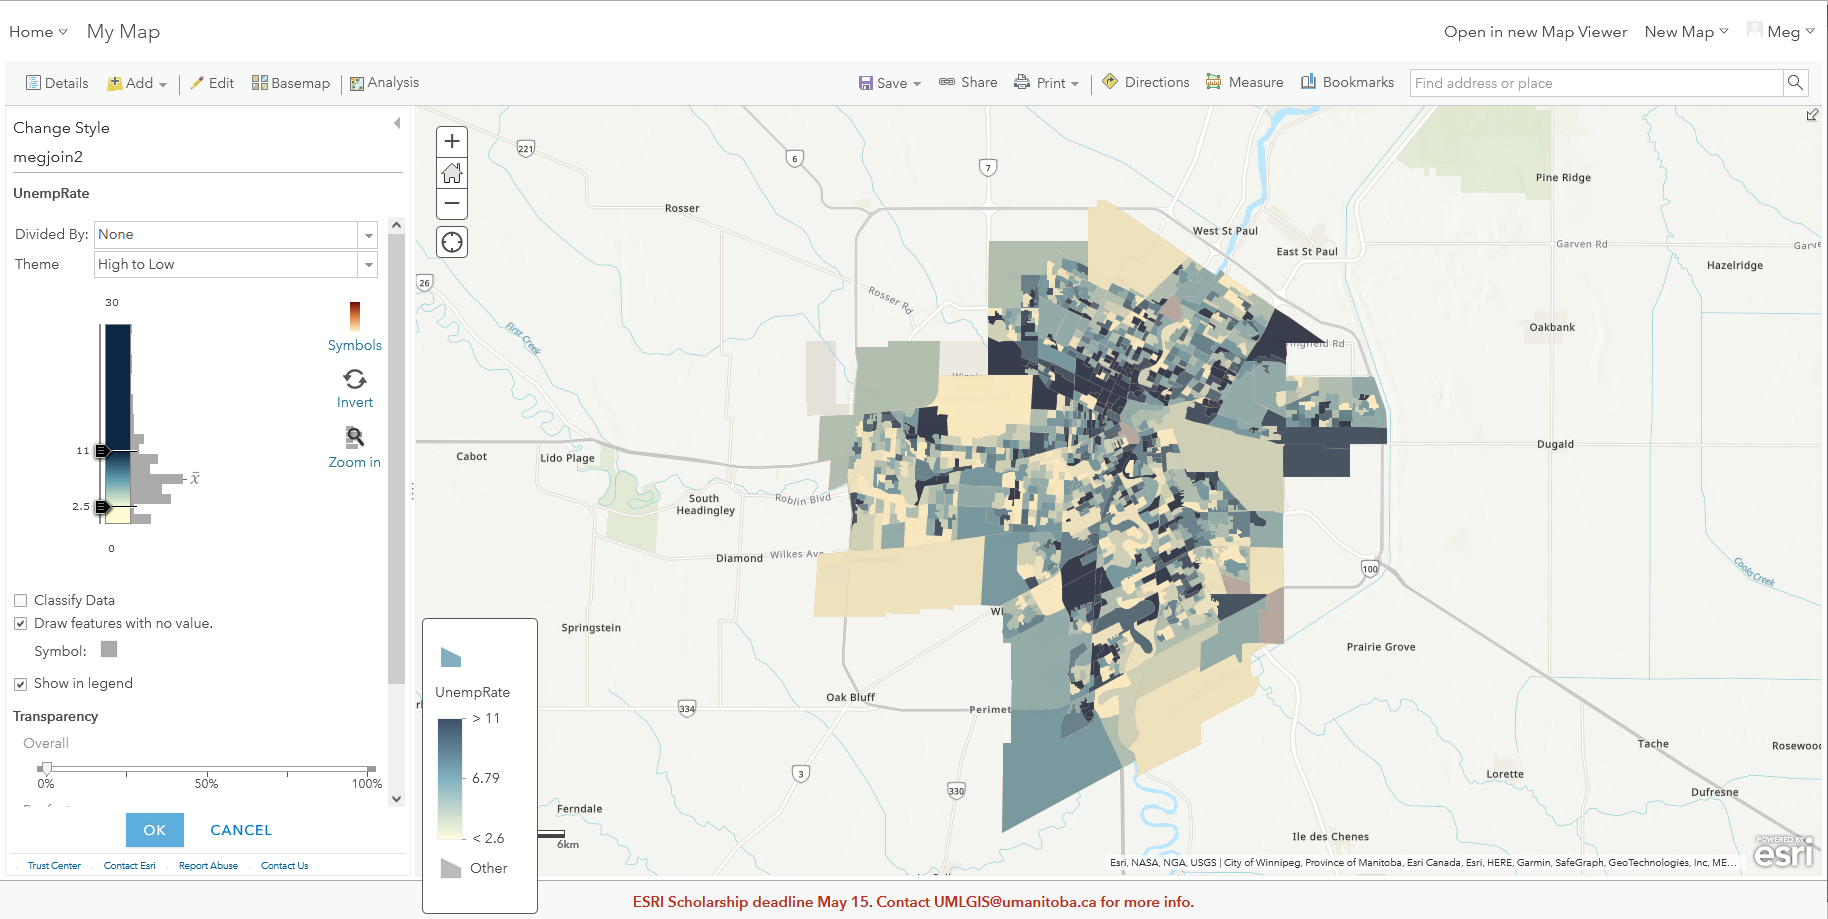 Home
My Map
Open in new Map Viewer
New Map
Meg
Details
Add
Edit
Basemap
Analysis
Save
Share
Print
Directions
Measure
Bookmarks
Find address or place
Change Style
megjoin2
UnempRate
Divided By: None
Theme High to Low
30
Symbols
Invert
11
Zoom in
x̄
2.5
0
Classify Data
Draw features with no value.
Symbol:
Show in legend
Transparency
Overall
0% 50% 100%
OK
CANCEL
Trust Center
Contact Esri
Report Abuse
Contact Us
UnempRate
> 11
6.79
< 2.6
Other
6km
221
6
7
Pine Ridge
Rosser
West St Paul
East St Paul
Garven Rd
Hazelridge
26
Rosser Rd
First Creek
Oakbank
Cabot
Lido Plage
Dugald
South
Headingley
Roblin Blvd
Diamond
Wilkes Ave
100
Cooks Creek
Springstein
Prairie Grove
Oak Bluff
334
Perimet
Tache
3
330
Lorette
Dufresne
Ferndale
Ile des Chenes
Esri, NASA, NGA, USGS | City of Winnipeg, Province of Manitoba, Esri Canada, Esri, HERE, Garmin, SafeGraph, GeoTechnologies, Inc, ME...
POWERED BY
esri
ESRI Scholarship deadline May 15. Contact UMLGIS@umanitoba.ca for more info.